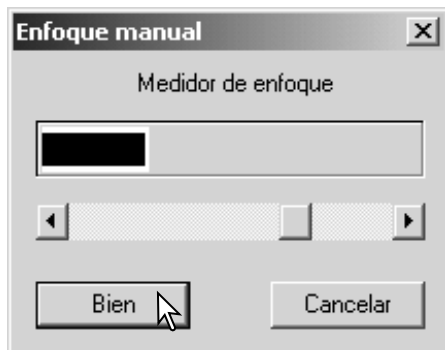 Enfoque manual
Medidor de enfoque
Bien
Cancelar